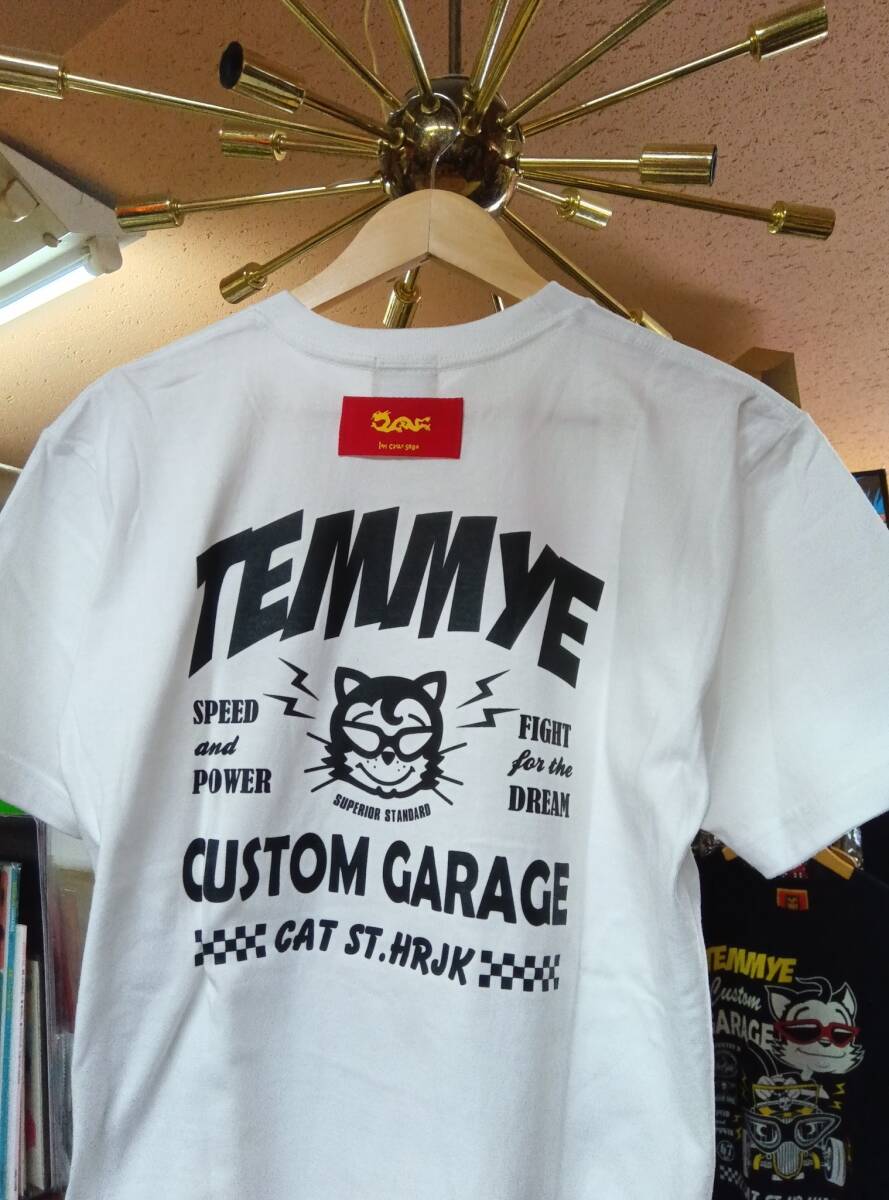 TEMMYE
SPEED
and
POWER
FIGHT
for the
DREAM
SUPERIOR STANDARD
CUSTOM GARAGE
CAT ST.HRJK
TEMMYE
Custom
GARAGE